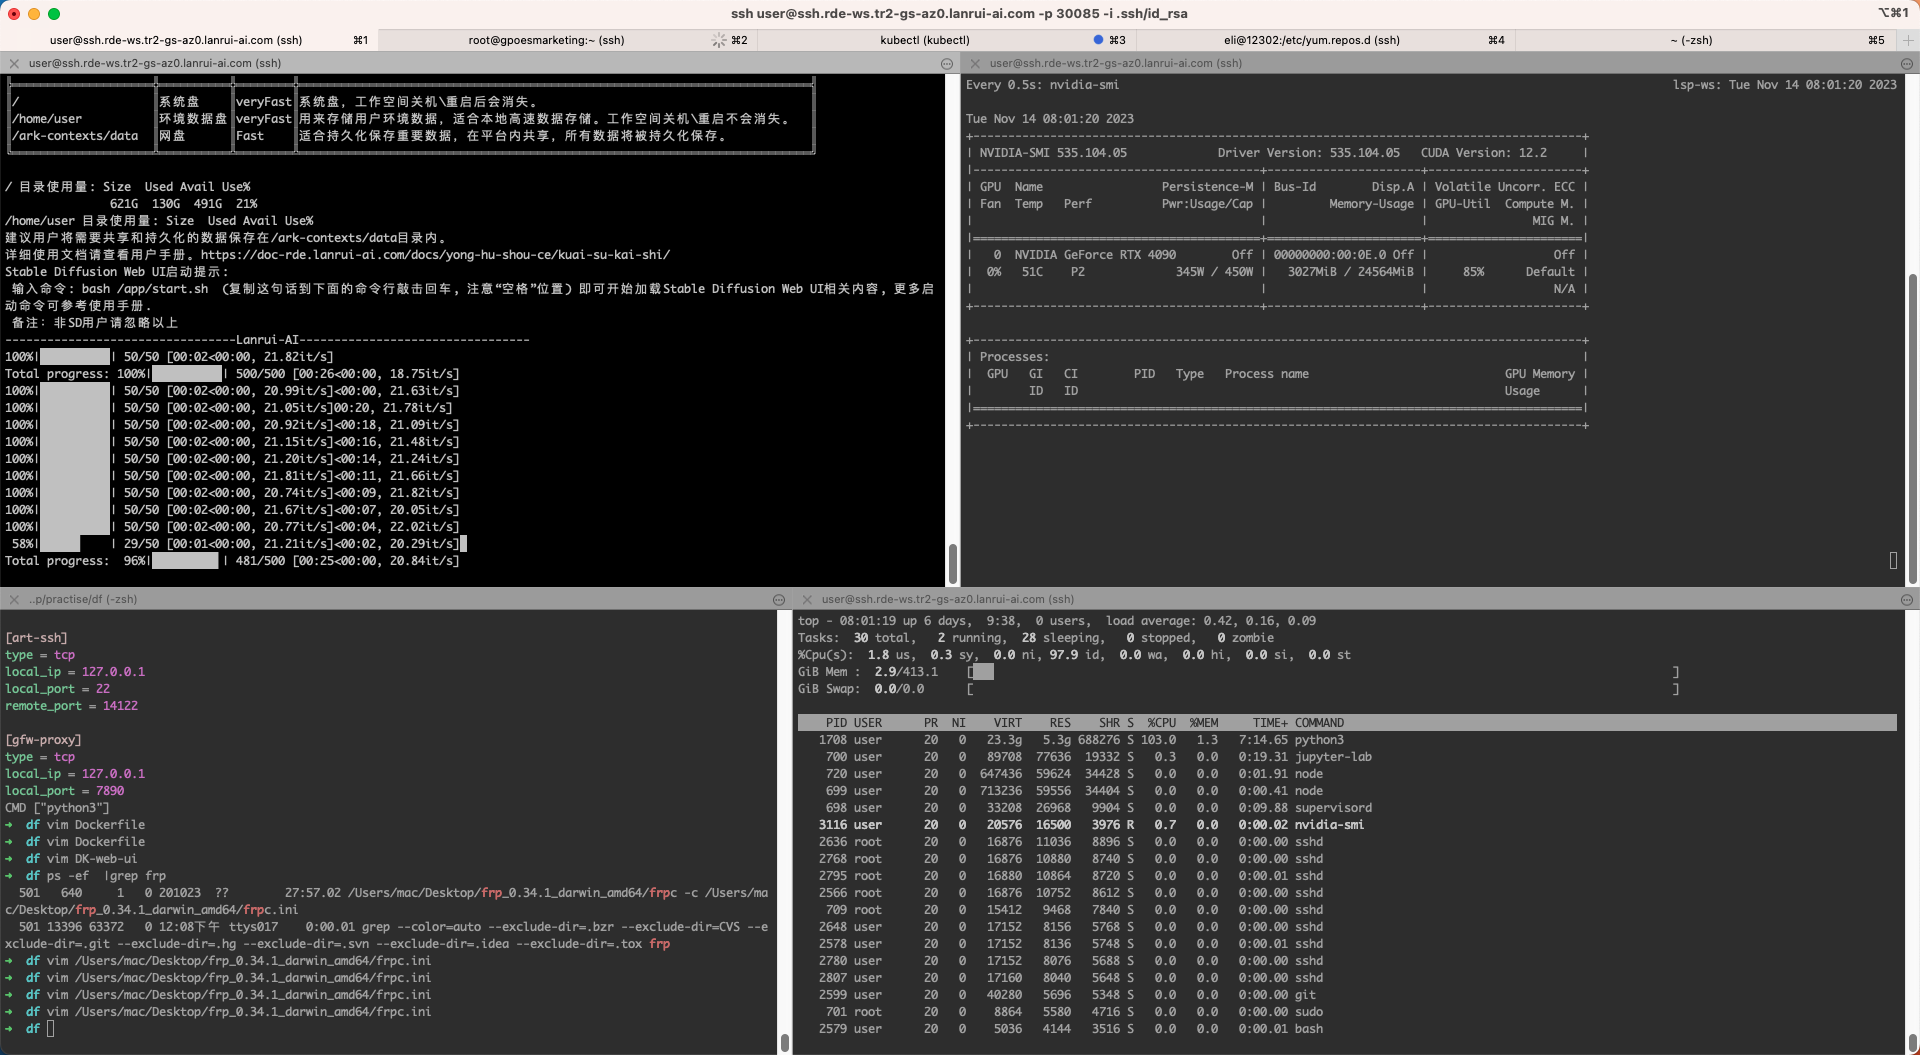 ssh user@ssh.rde-ws.tr2-gs-az0.lanrui-ai.com -p 30085 -i .ssh/id_rsa
⌥⌘1
user@ssh.rde-ws.tr2-gs-az0.lanrui-ai.com (ssh) ⌘1
root@gpoesmarketing:~ (ssh) ⌘2
kubectl (kubectl) ⌘3
eli@12302:/etc/yum.repos.d (ssh) ⌘4
~ (-zsh) ⌘5
user@ssh.rde-ws.tr2-gs-az0.lanrui-ai.com (ssh)
/ 系统盘 veryFast 系统盘, 工作空间关机\重启后会消失。
/home/user 环境数据盘 veryFast 用来存储用户环境数据, 适合本地高速数据存储。工作空间关机\重启不会消失。
/ark-contexts/data 网盘 Fast 适合持久化保存重要数据, 在平台内共享, 所有数据将被持久化保存。
/ 目录使用量: Size Used Avail Use%
621G 130G 491G 21%
/home/user 目录使用量: Size Used Avail Use%
建议用户将需要共享和持久化的数据保存在/ark-contexts/data目录内。
详细使用文档请查看用户手册。https://doc-rde.lanrui-ai.com/docs/yong-hu-shou-ce/kuai-su-kai-shi/
Stable Diffusion Web UI启动提示:
输入命令: bash /app/start.sh (复制这句话到下面的命令行敲击回车, 注意“空格”位置) 即可开始加载Stable Diffusion Web UI相关内容, 更多启
动命令可参考使用手册.
备注: 非SD用户请忽略以上
---------------------------------Lanrui-AI---------------------------------
100%| | 50/50 [00:02<00:00, 21.82it/s]
Total progress: 100%| | 500/500 [00:26<00:00, 18.75it/s]
100%| | 50/50 [00:02<00:00, 20.99it/s]<00:00, 21.63it/s]
100%| | 50/50 [00:02<00:00, 21.05it/s]00:20, 21.78it/s]
100%| | 50/50 [00:02<00:00, 20.92it/s]<00:18, 21.09it/s]
100%| | 50/50 [00:02<00:00, 21.15it/s]<00:16, 21.48it/s]
100%| | 50/50 [00:02<00:00, 21.20it/s]<00:14, 21.24it/s]
100%| | 50/50 [00:02<00:00, 21.81it/s]<00:11, 21.66it/s]
100%| | 50/50 [00:02<00:00, 20.74it/s]<00:09, 21.82it/s]
100%| | 50/50 [00:02<00:00, 21.67it/s]<00:07, 20.05it/s]
100%| | 50/50 [00:02<00:00, 20.77it/s]<00:04, 22.02it/s]
58%| | 29/50 [00:01<00:00, 21.21it/s]<00:02, 20.29it/s]
Total progress: 96%| | 481/500 [00:25<00:00, 20.84it/s]
user@ssh.rde-ws.tr2-gs-az0.lanrui-ai.com (ssh)
Every 0.5s: nvidia-smi lsp-ws: Tue Nov 14 08:01:20 2023
Tue Nov 14 08:01:20 2023
| NVIDIA-SMI 535.104.05 Driver Version: 535.104.05 CUDA Version: 12.2 |
| GPU Name Persistence-M | Bus-Id Disp.A | Volatile Uncorr. ECC |
| Fan Temp Perf Pwr:Usage/Cap | Memory-Usage | GPU-Util Compute M. |
| | | MIG M. |
| 0 NVIDIA GeForce RTX 4090 Off | 00000000:00:0E.0 Off | Off |
| 0% 51C P2 345W / 450W | 3027MiB / 24564MiB | 85% Default |
| | | N/A |
| Processes: |
| GPU GI CI PID Type Process name GPU Memory |
| ID ID Usage |
..p/practise/df (-zsh)
[art-ssh]
type = tcp
local_ip = 127.0.0.1
local_port = 22
remote_port = 14122
[gfw-proxy]
type = tcp
local_ip = 127.0.0.1
local_port = 7890
CMD ["python3"]
➜ df vim Dockerfile
➜ df vim Dockerfile
➜ df vim DK-web-ui
➜ df ps -ef |grep frp
501 640 1 0 201023 ?? 27:57.02 /Users/mac/Desktop/frp_0.34.1_darwin_amd64/frpc -c /Users/ma
c/Desktop/frp_0.34.1_darwin_amd64/frpc.ini
501 13396 63372 0 12:08下午 ttys017 0:00.01 grep --color=auto --exclude-dir=.bzr --exclude-dir=CVS --e
xclude-dir=.git --exclude-dir=.hg --exclude-dir=.svn --exclude-dir=.idea --exclude-dir=.tox frp
➜ df vim /Users/mac/Desktop/frp_0.34.1_darwin_amd64/frpc.ini
➜ df vim /Users/mac/Desktop/frp_0.34.1_darwin_amd64/frpc.ini
➜ df vim /Users/mac/Desktop/frp_0.34.1_darwin_amd64/frpc.ini
➜ df vim /Users/mac/Desktop/frp_0.34.1_darwin_amd64/frpc.ini
➜ df
user@ssh.rde-ws.tr2-gs-az0.lanrui-ai.com (ssh)
top - 08:01:19 up 6 days, 9:38, 0 users, load average: 0.42, 0.16, 0.09
Tasks: 30 total, 2 running, 28 sleeping, 0 stopped, 0 zombie
%Cpu(s): 1.8 us, 0.3 sy, 0.0 ni, 97.9 id, 0.0 wa, 0.0 hi, 0.0 si, 0.0 st
GiB Mem : 2.9/413.1 [ ]
GiB Swap: 0.0/0.0 [ ]
PID USER PR NI VIRT RES SHR S %CPU %MEM TIME+ COMMAND
1708 user 20 0 23.3g 5.3g 688276 S 103.0 1.3 7:14.65 python3
700 user 20 0 89708 77636 19332 S 0.3 0.0 0:19.31 jupyter-lab
720 user 20 0 647436 59624 34428 S 0.0 0.0 0:01.91 node
699 user 20 0 713236 59556 34404 S 0.0 0.0 0:00.41 node
698 user 20 0 33208 26968 9904 S 0.0 0.0 0:09.88 supervisord
3116 user 20 0 20576 16500 3976 R 0.7 0.0 0:00.02 nvidia-smi
2636 root 20 0 16876 11036 8896 S 0.0 0.0 0:00.00 sshd
2768 root 20 0 16876 10880 8740 S 0.0 0.0 0:00.00 sshd
2795 root 20 0 16880 10864 8720 S 0.0 0.0 0:00.01 sshd
2566 root 20 0 16876 10752 8612 S 0.0 0.0 0:00.00 sshd
709 root 20 0 15412 9468 7840 S 0.0 0.0 0:00.00 sshd
2648 user 20 0 17152 8156 5768 S 0.0 0.0 0:00.00 sshd
2578 user 20 0 17152 8136 5748 S 0.0 0.0 0:00.01 sshd
2780 user 20 0 17152 8076 5688 S 0.0 0.0 0:00.00 sshd
2807 user 20 0 17160 8040 5648 S 0.0 0.0 0:00.00 sshd
2599 user 20 0 40280 5696 5348 S 0.0 0.0 0:00.00 git
701 root 20 0 8864 5580 4716 S 0.0 0.0 0:00.00 sudo
2579 user 20 0 5036 4144 3516 S 0.0 0.0 0:00.01 bash